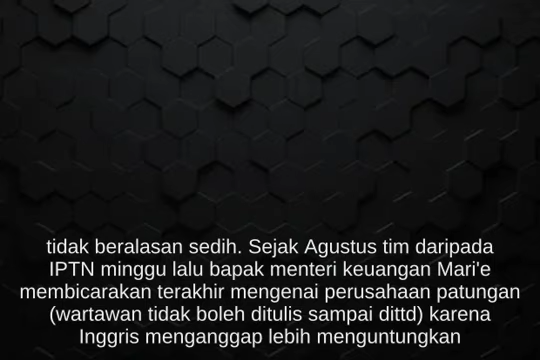 tidak beralasan sedih. Sejak Agustus tim daripada
IPTN minggu lalu bapak menteri keuangan Mari'e
membicarakan terakhir mengenai perusahaan patungan
(wartawan tidak boleh ditulis sampai dittd) karena
Inggris menganggap lebih menguntungkan